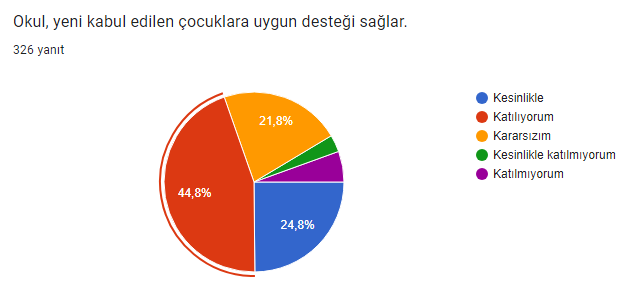 Okul, yeni kabul edilen çocuklara uygun desteği sağlar.
326 yanıt
21,8%
44,8%
24,8%
Kesinlikle
Katılıyorum
Kararsızım
Kesinlikle katılmıyorum
Katılmıyorum